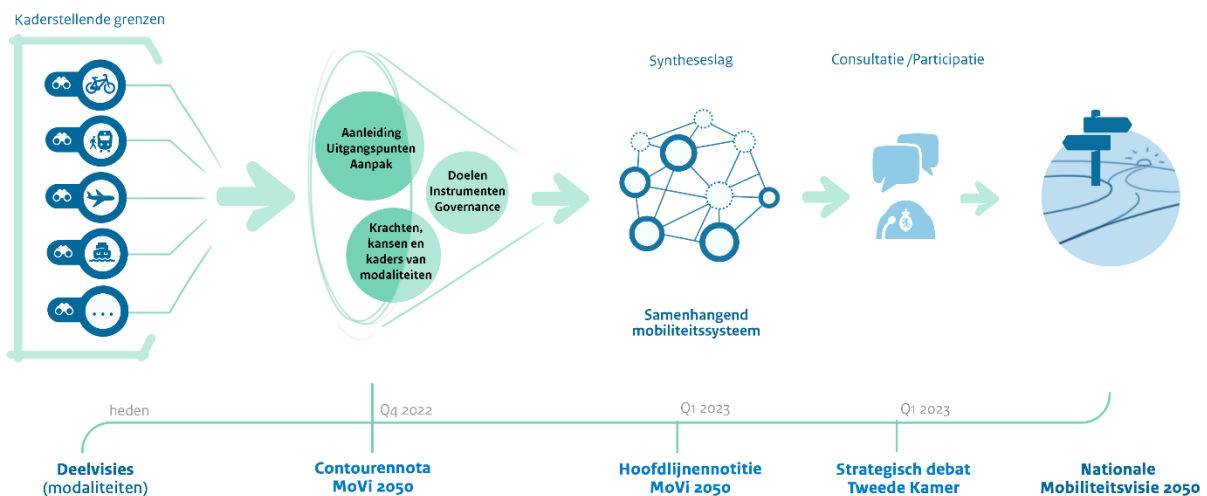 Kaderstellende grenzen
...
Aanleiding
Uitgangspunten
Aanpak
Doelen
Instrumenten
Governance
Krachten,
kansen en
kaders van
modaliteiten
Syntheseslag
Samenhangend
mobiliteitssysteem
Consultatie /Participatie
heden
Q4 2022
Q1 2023
Q1 2023
Deelvisies
(modaliteiten)
Contourennota
MoVi 2050
Hoofdlijnennotitie
MoVi 2050
Strategisch debat
Tweede Kamer
Nationale
Mobiliteitsvisie 2050